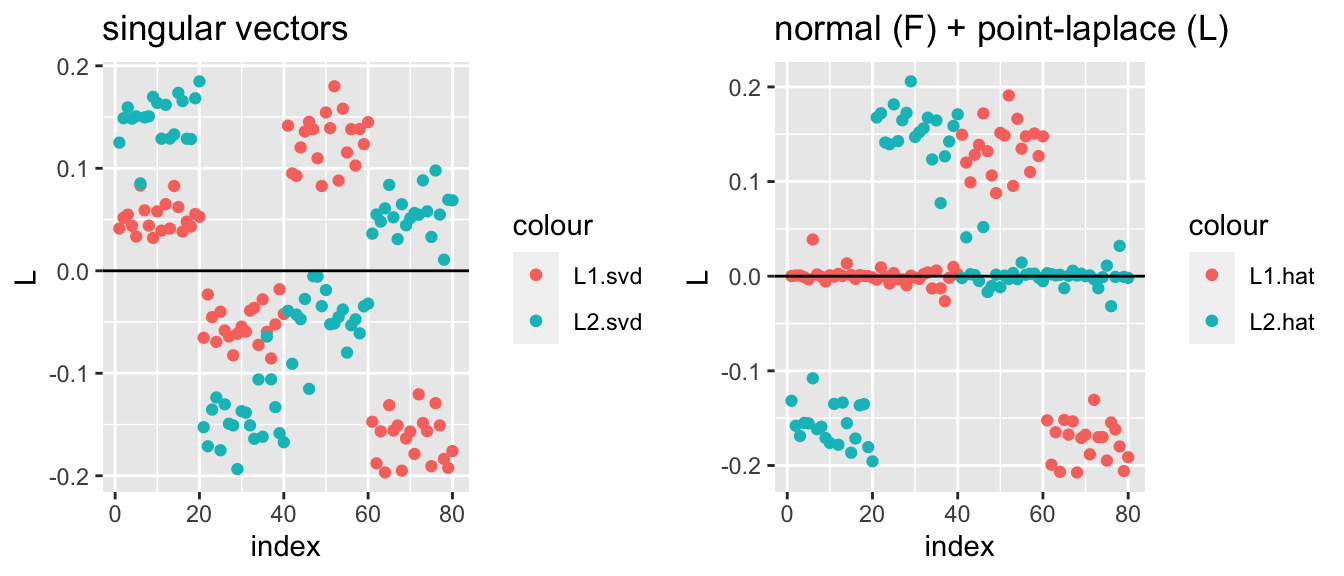 singular vectors
0.2
0.1
0.0
-0.1
-0.2
L
0 20 40 60 80
index
colour
L1.svd
L2.svd
normal (F) + point-laplace (L)
0.2
0.1
0.0
-0.1
-0.2
L
0 20 40 60 80
index
colour
L1.hat
L2.hat